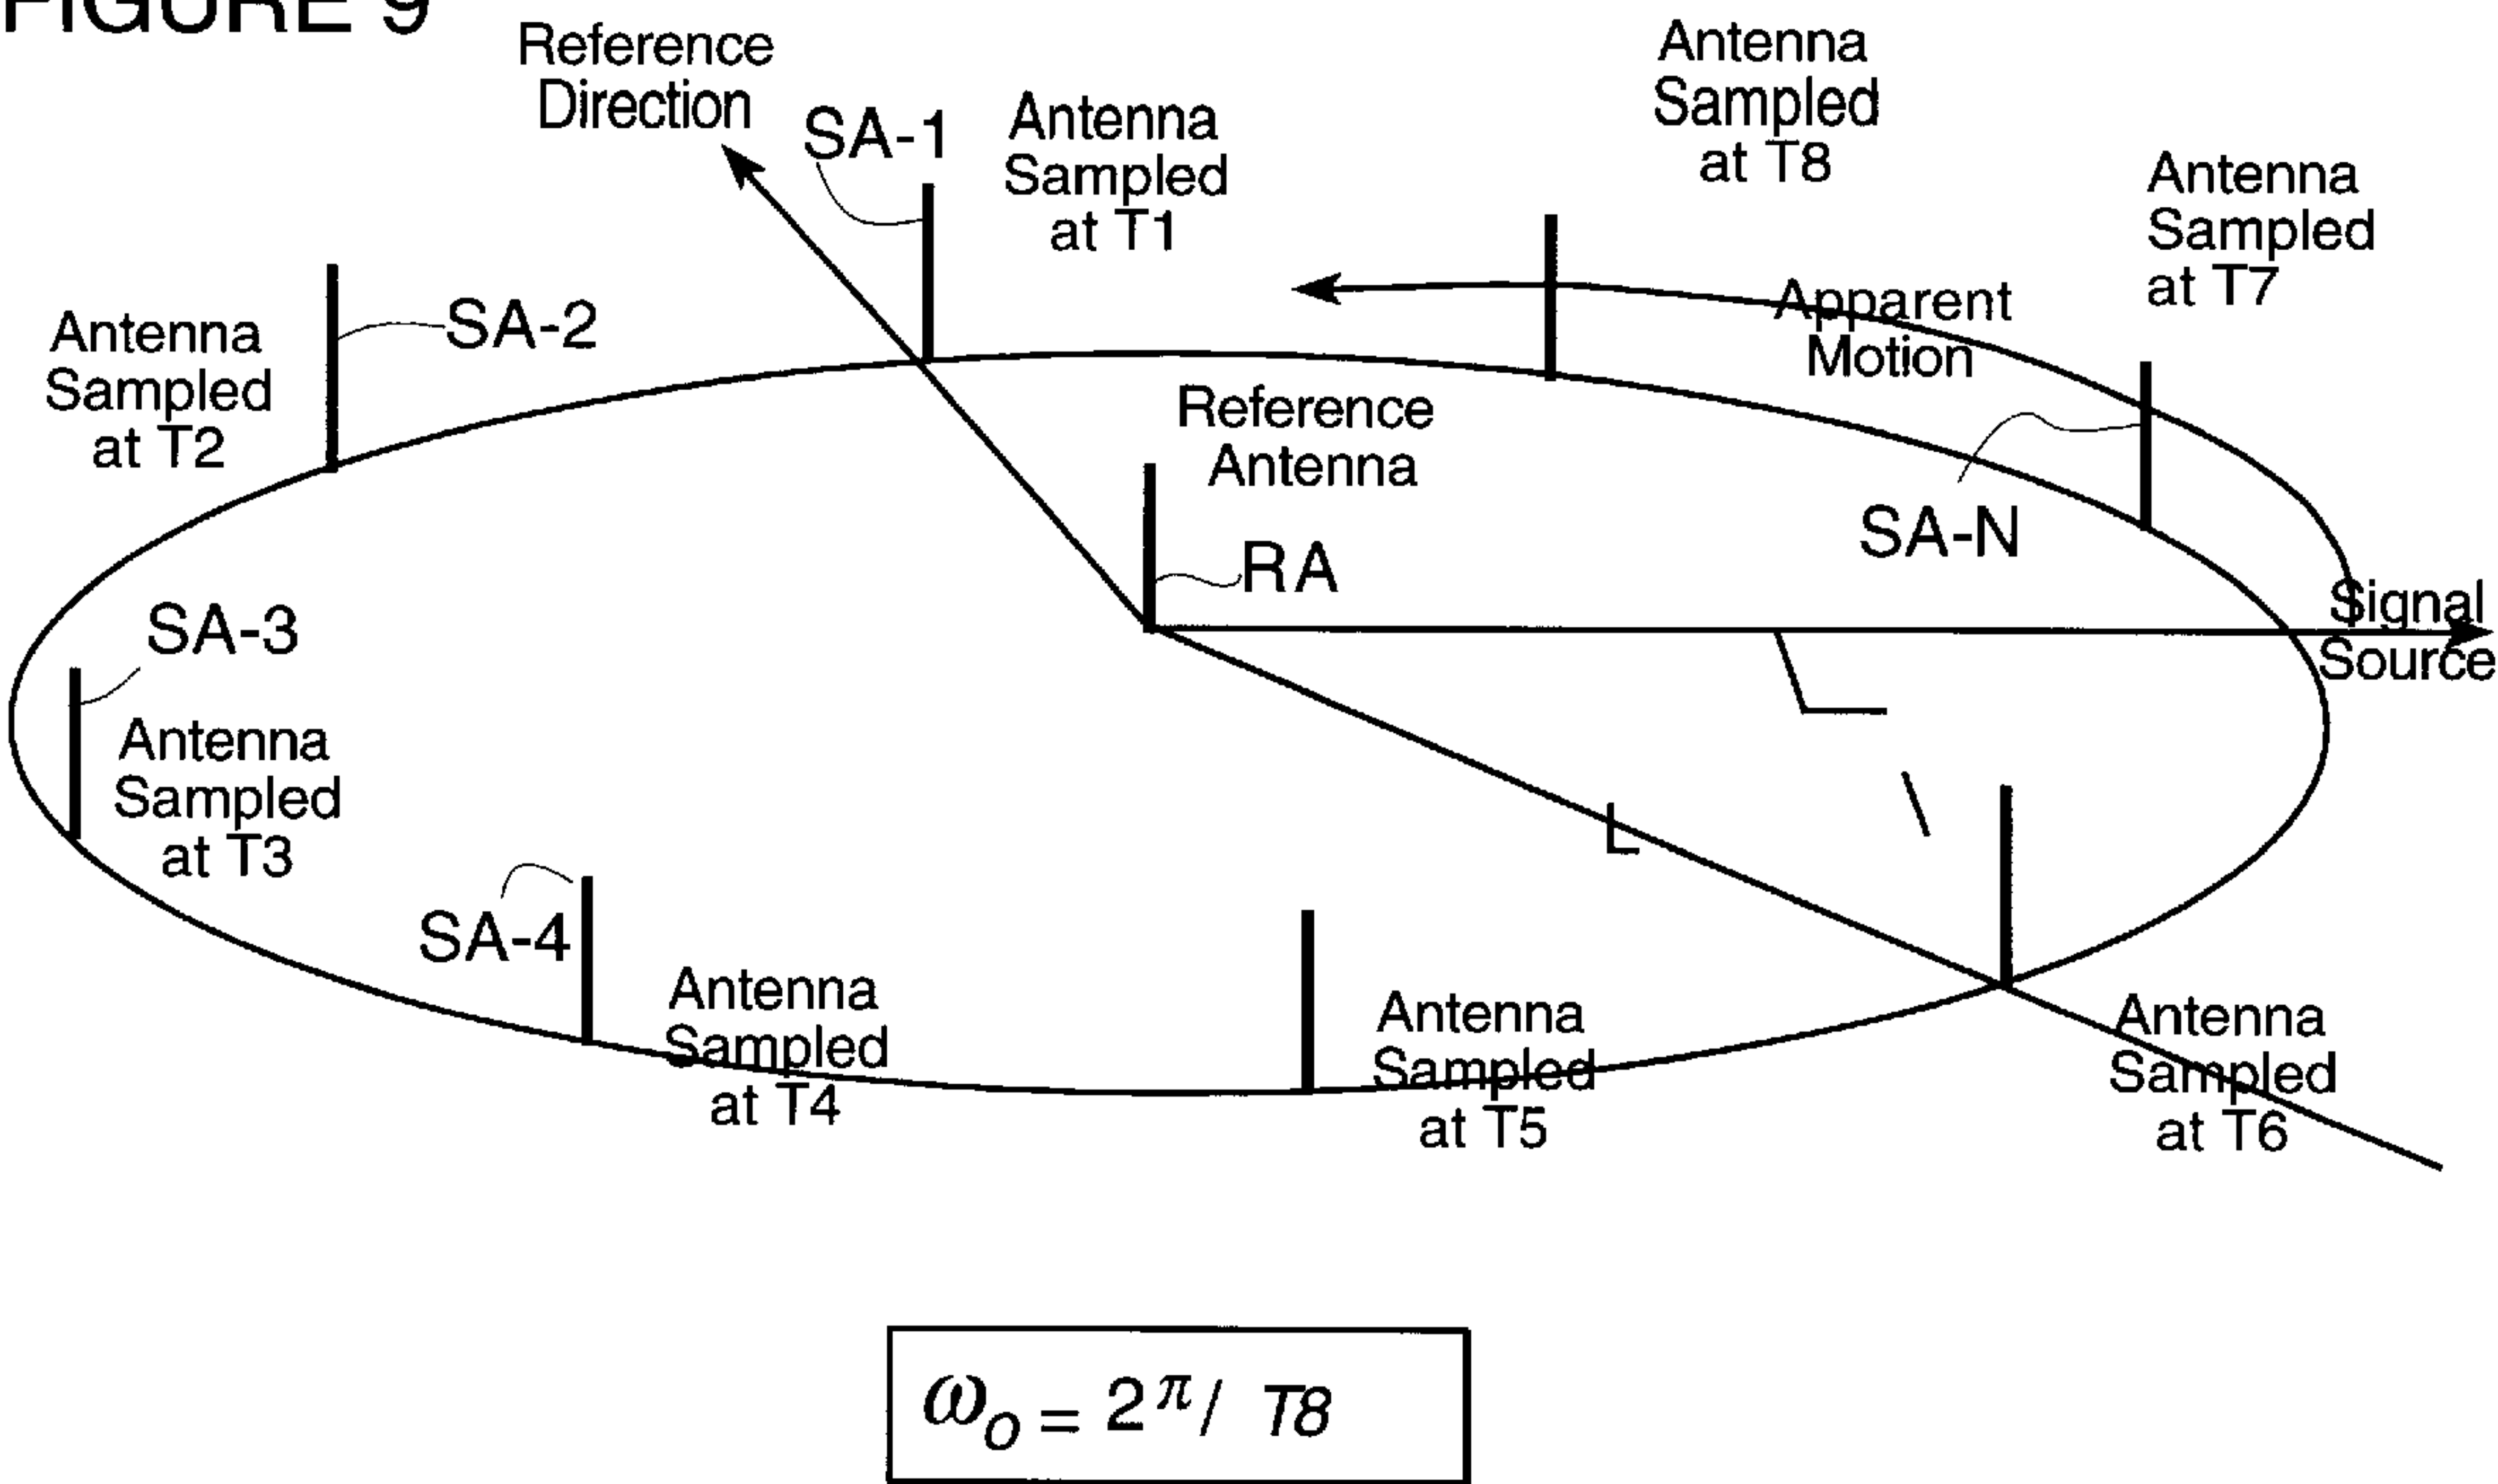 FIGURE 9
Reference
Direction
SA-1
Antenna
Sampled
at T1
Antenna
Sampled
at T8
Antenna
Sampled
at T7
Antenna
Sampled
at T2
SA-2
Apparent
Motion
Reference
Antenna
RA
SA-N
Signal
Source
SA-3
Antenna
Sampled
at T3
L
SA-4
Antenna
Sampled
at T4
Antenna
Sampled
at T5
Antenna
Sampled
at T6
ω₀ = 2π/ T8